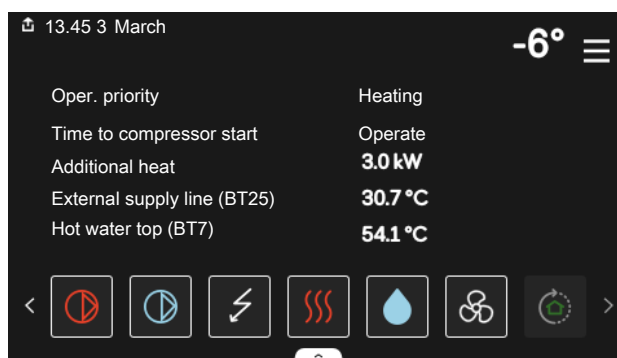 13.45 3 March
-6°
Oper. priority Heating
Time to compressor start Operate
Additional heat 3.0 kW
External supply line (BT25) 30.7 °C
Hot water top (BT7) 54.1 °C